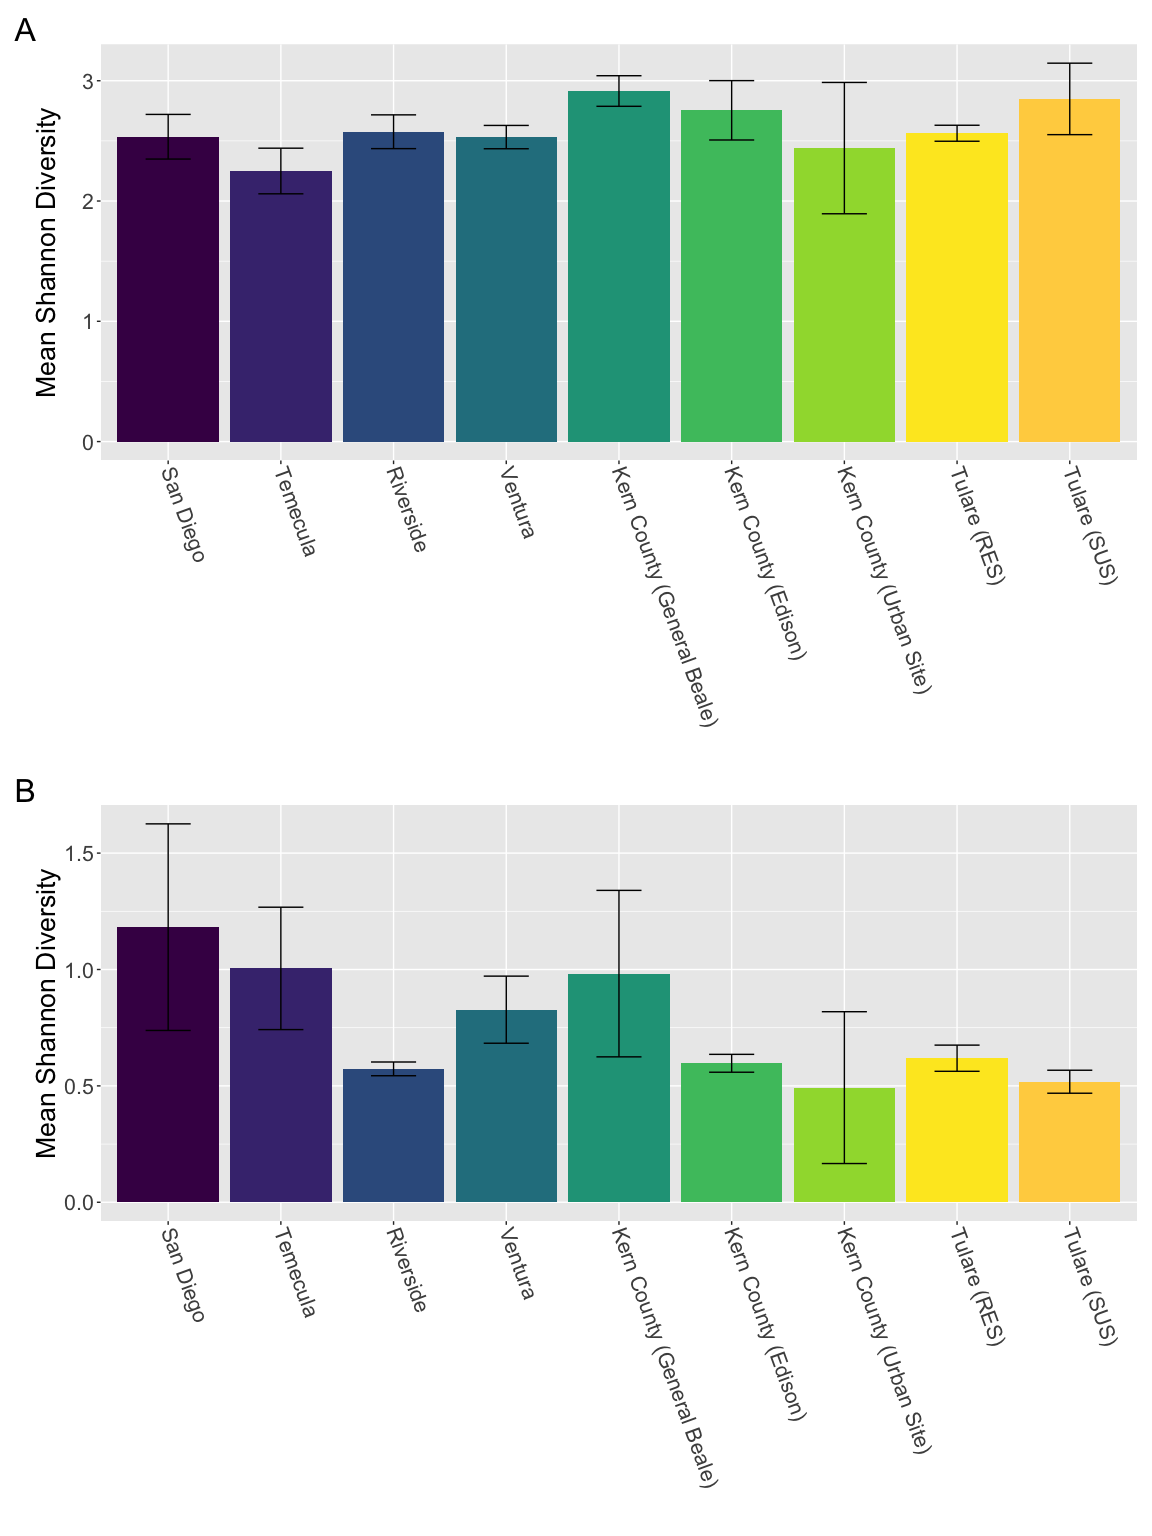 A
Mean Shannon Diversity
3
2
1
0
San Diego
Temecula
Riverside
Ventura
Kern County (General Beale)
Kern County (Edison)
Kern County (Urban Site)
Tulare (RES)
Tulare (SUS)
B
Mean Shannon Diversity
1.5
1.0
0.5
0.0
San Diego
Temecula
Riverside
Ventura
Kern County (General Beale)
Kern County (Edison)
Kern County (Urban Site)
Tulare (RES)
Tulare (SUS)